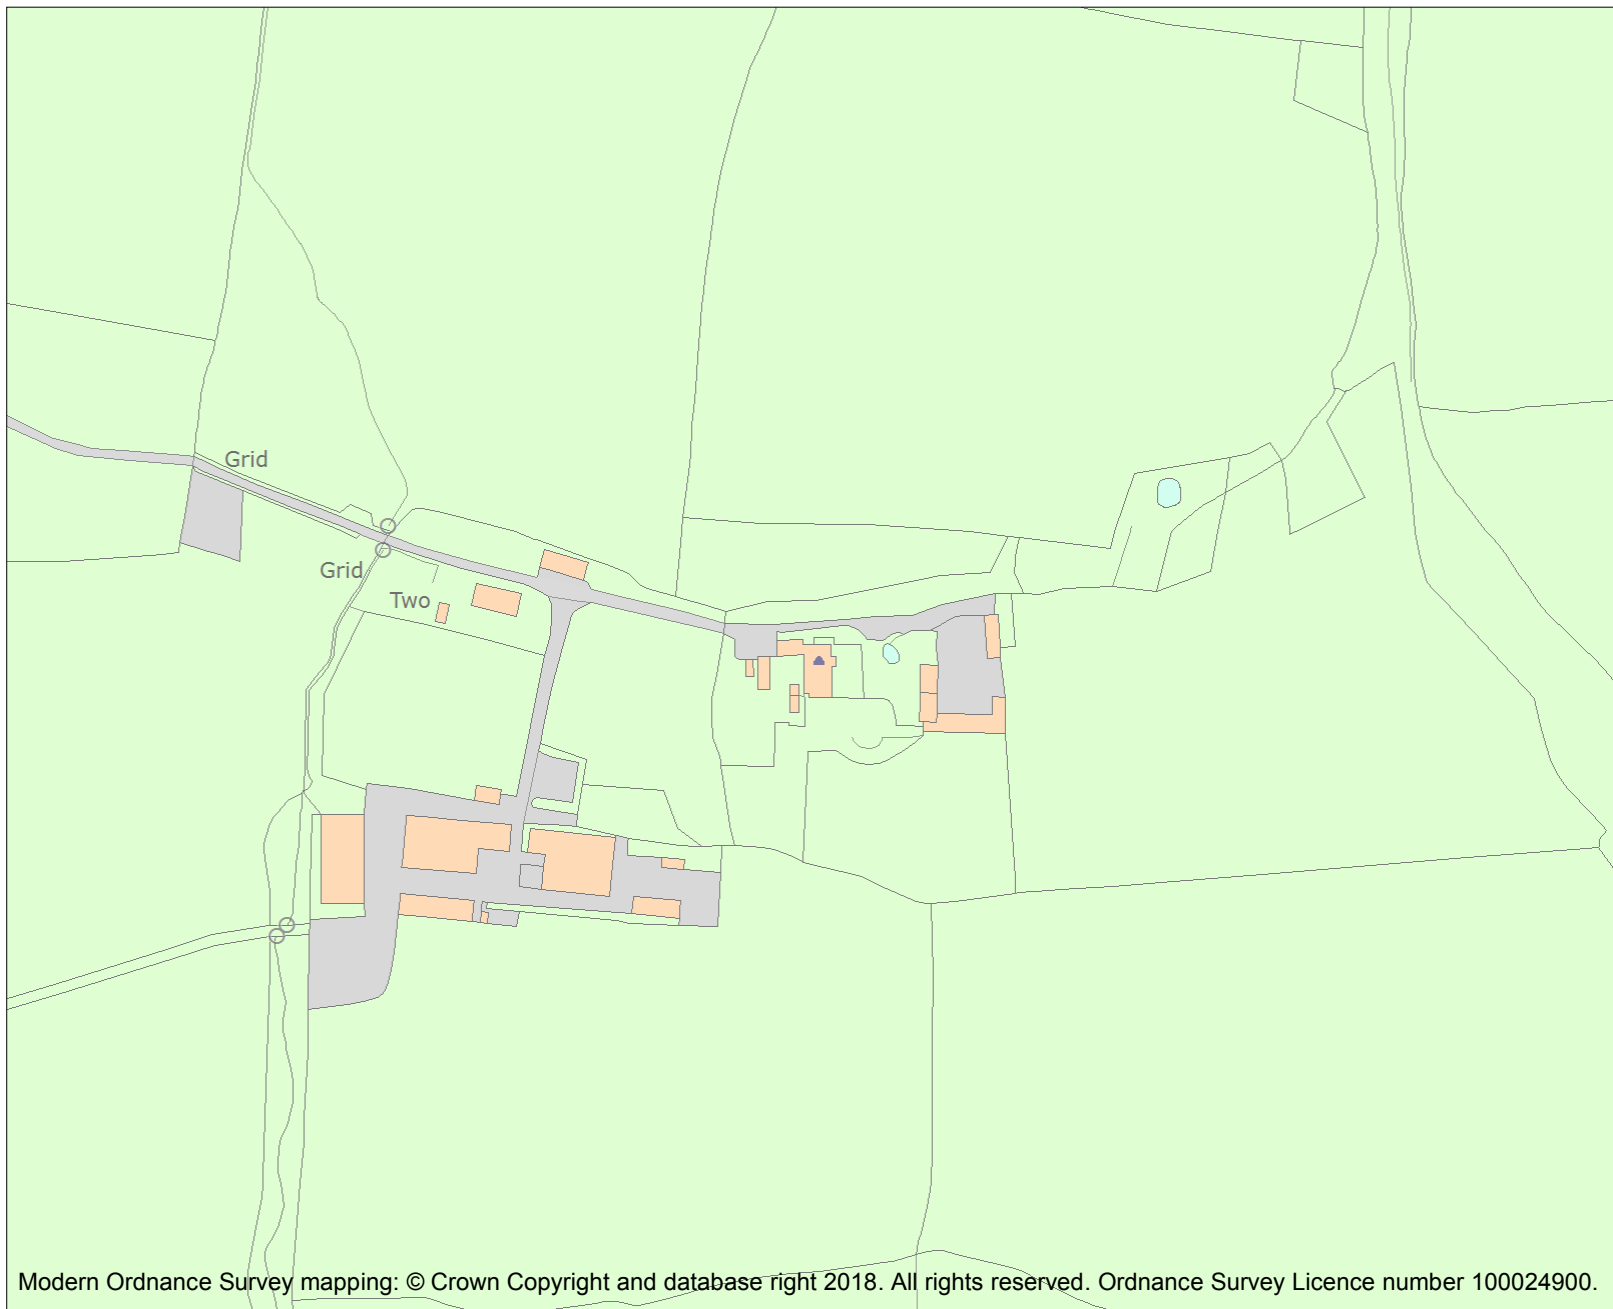 Grid
Grid
Two
Modern Ordnance Survey mapping: © Crown Copyright and database right 2018. All rights reserved. Ordnance Survey Licence number 100024900.